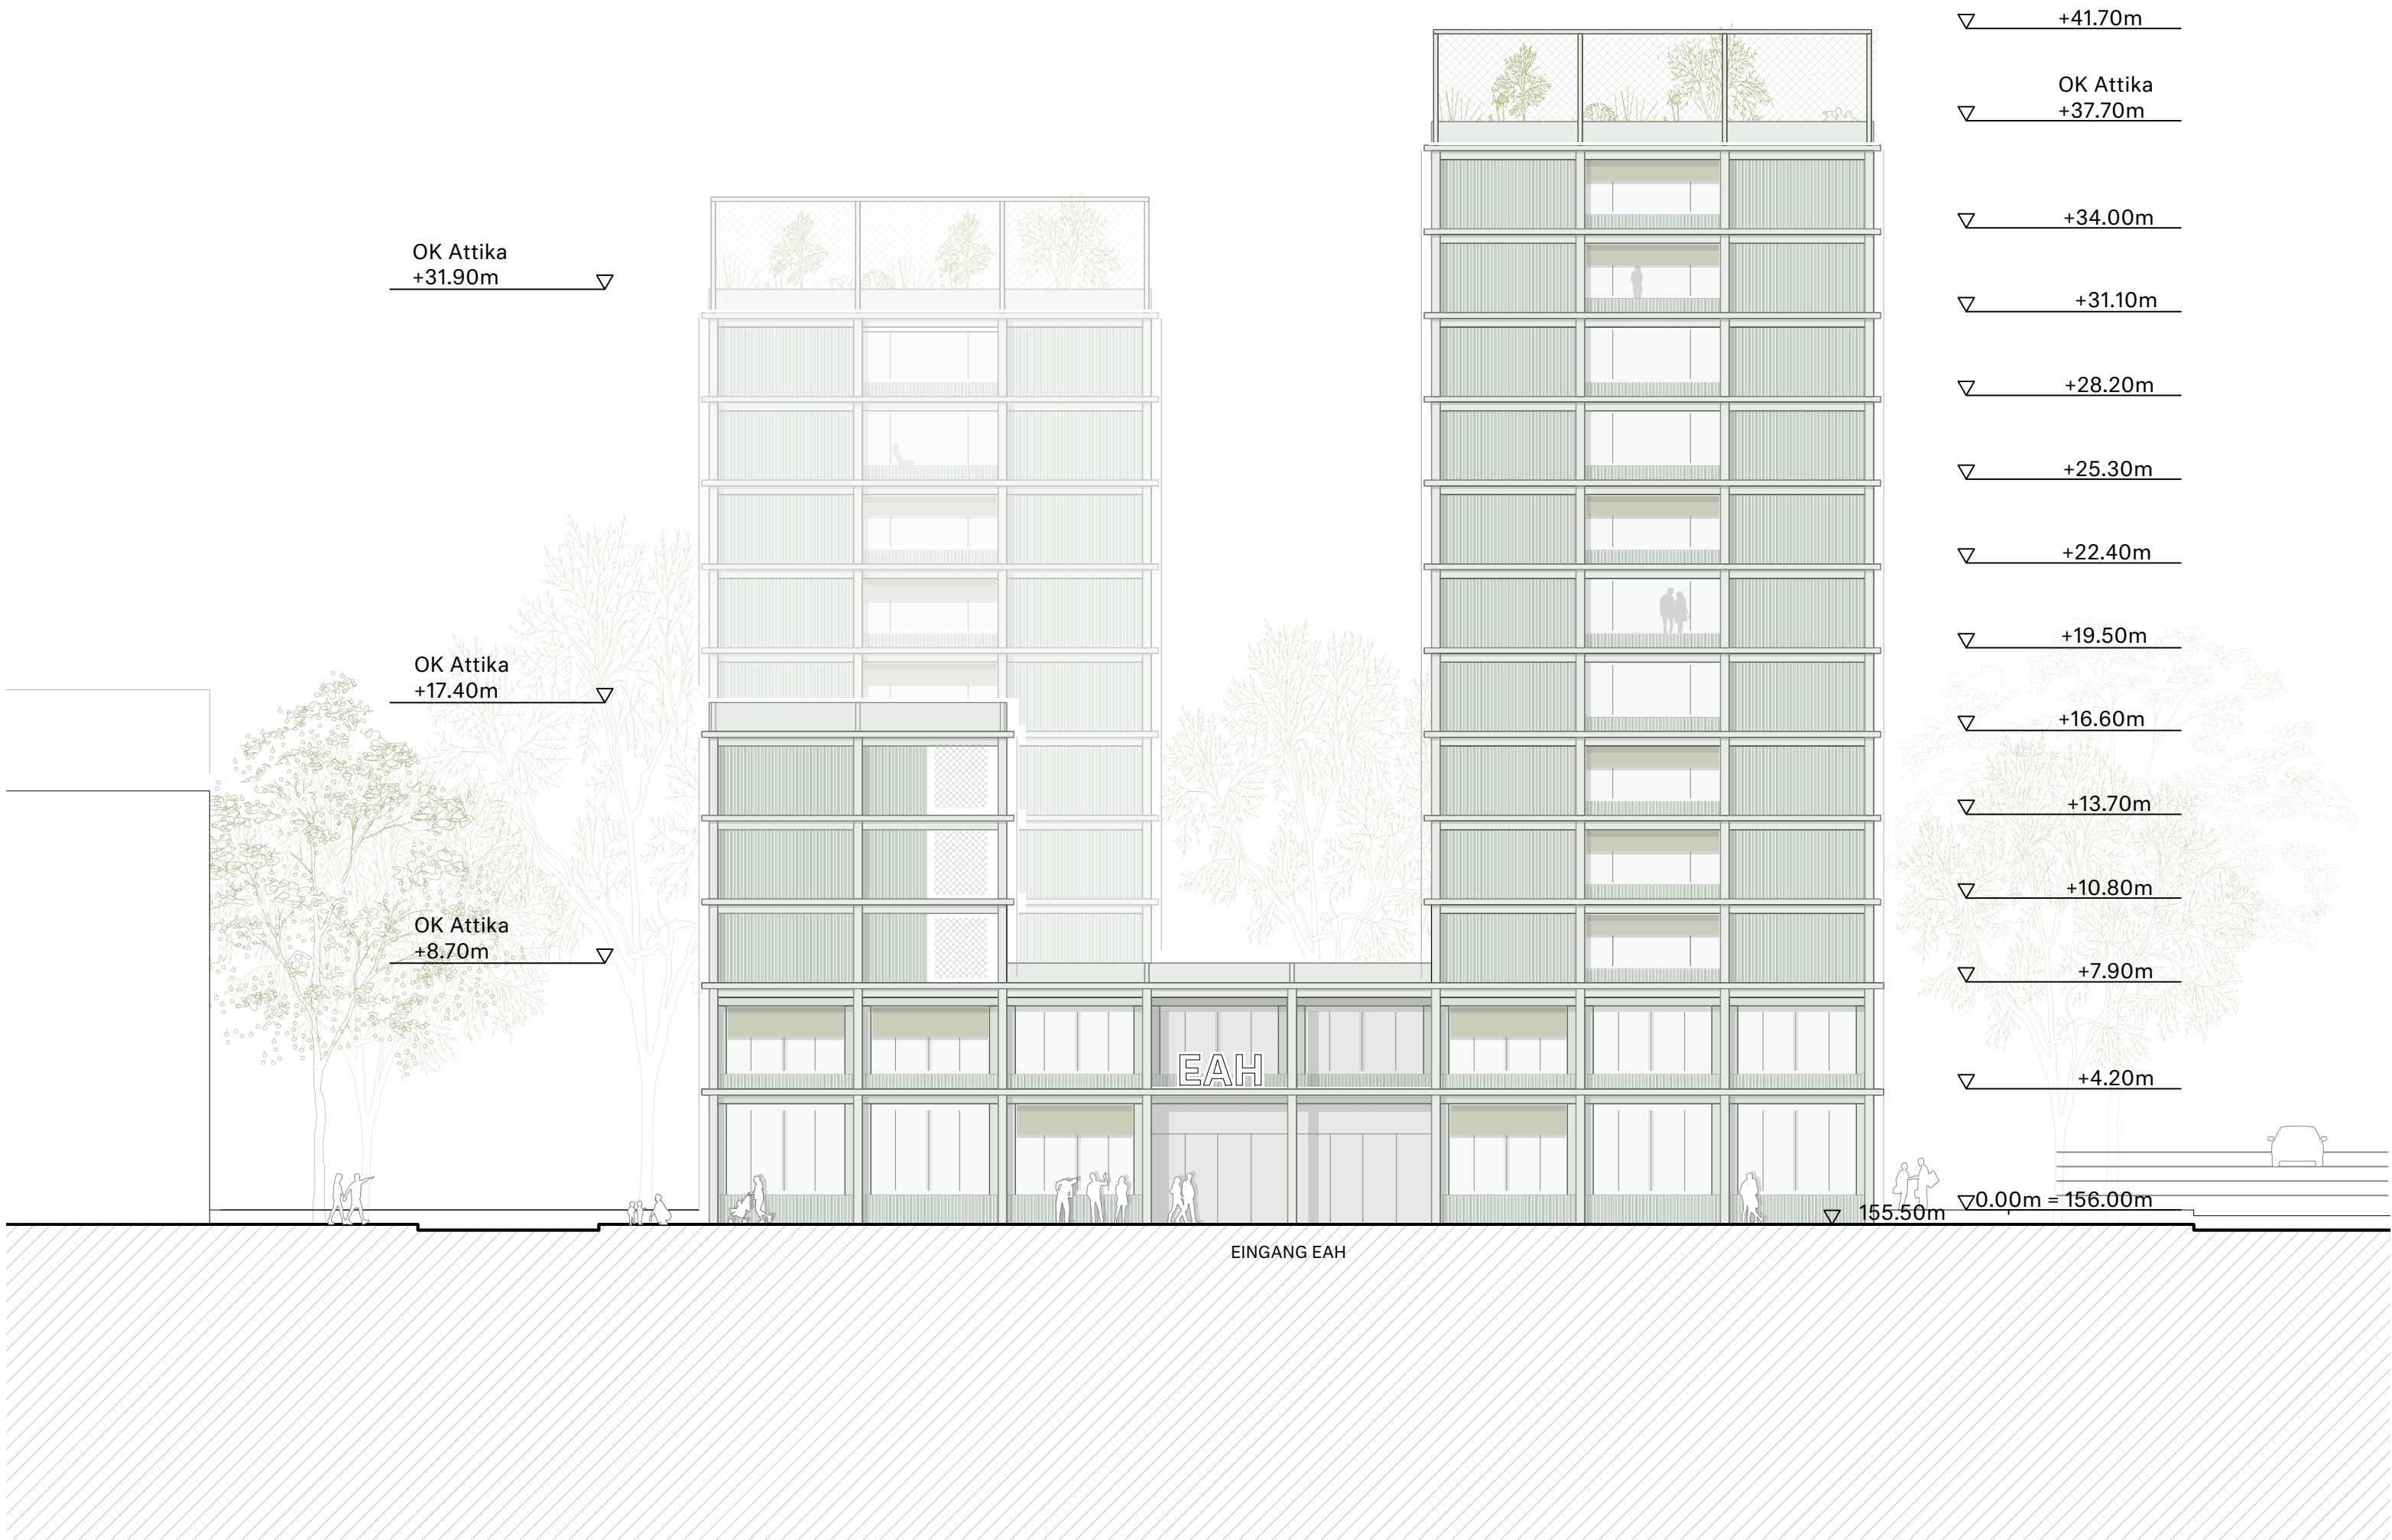 +41.70m
OK Attika
+37.70m
+34.00m
OK Attika
+31.90m
+31.10m
+28.20m
+25.30m
+22.40m
+19.50m
OK Attika
+17.40m
+16.60m
+13.70m
+10.80m
OK Attika
+8.70m
+7.90m
EAH
+4.20m
0.00m = 156.00m
155.50m
EINGANG EAH